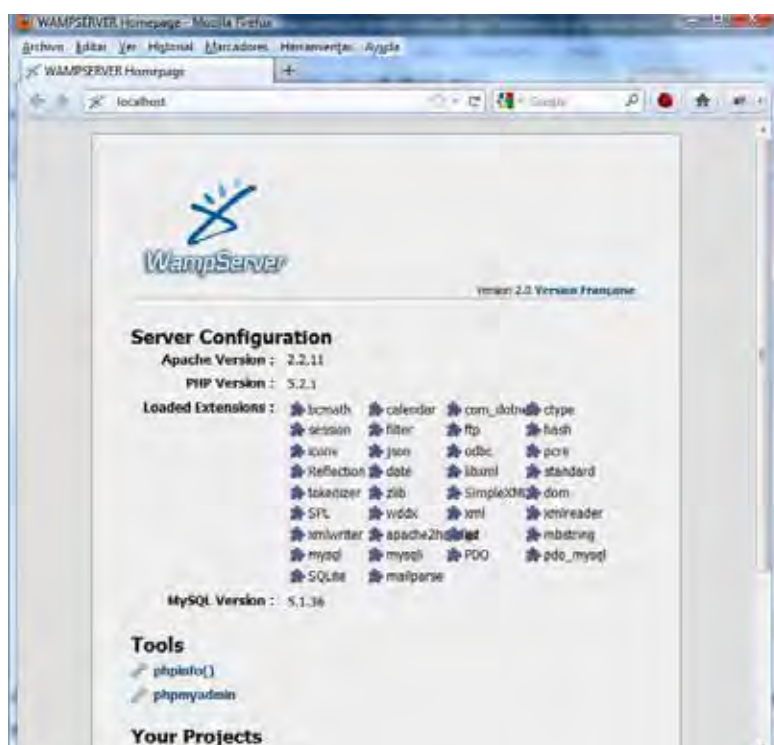 WAMPSERVER Homepage - Mozilla Firefox
Archivo Editar Ver Historial Marcadores Herramientas Ayuda
WAMPSERVER Homepage +
localhost Google
WampServer
Version 2.0 Version Française
Server Configuration
Apache Version : 2.2.11
PHP Version : 5.2.1
Loaded Extensions : bcmath calendar ctype
session filter ftp hash
iconv json odbc pcre
Reflection date libxml standard
tokenizer zlib dom
SPL wddx xml xmlreader
xmlwriter mbstring
mysql mysqli PDO pdo_mysql
SQLite mailparse
MySQL Version : 5.1.36
Tools
phpinfo()
phpmyadmin
Your Projects